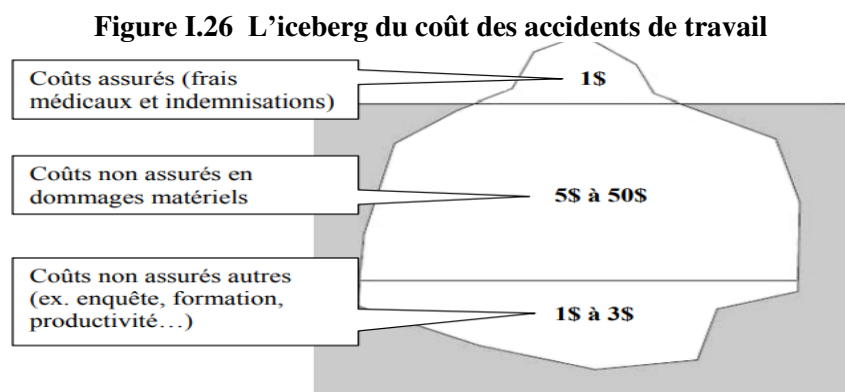 Figure I.26 L’iceberg du coût des accidents de travail
Coûts assurés (frais
médicaux et indemnisations)
1$
Coûts non assurés en
dommages matériels
5$ à 50$
Coûts non assurés autres
(ex. enquête, formation,
productivité…)
1$ à 3$